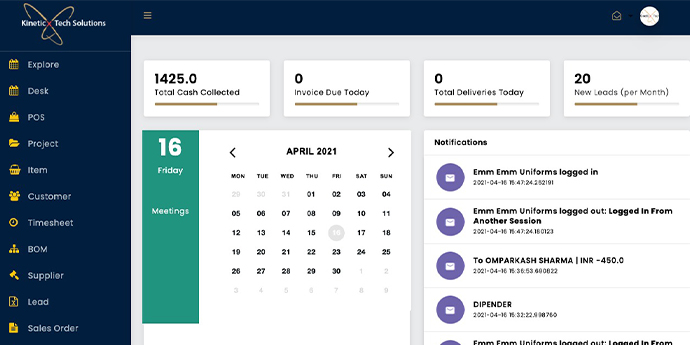 Kinetic x Tech Solutions
Explore
Desk
POS
Project
Item
Customer
Timesheet
BOM
Supplier
Lead
Sales Order
1425.0
Total Cash Collected
0
Invoice Due Today
0
Total Deliveries Today
20
New Leads (per Month)
16
Friday
Meetings
APRIL 2021
MON TUE WED THU FRI SAT SUN
29 30 31 01 02 03 04
05 06 07 08 09 10 11
12 13 14 15 16 17 18
19 20 21 22 23 24 25
26 27 28 29 30 1 2
3 4 5 6 7 8 9
Notifications
Emm Emm Uniforms logged in
2021-04-16 15:47:24.252191
Emm Emm Uniforms logged out: Logged In From
Another Session
2021-04-16 15:47:24.180123
To OMPARKASH SHARMA | INR -450.0
2021-04-16 15:36:53.690822
DIPENDER
2021-04-16 15:32:22.998760
Emm Emm Uniforms logged out: Logged In From